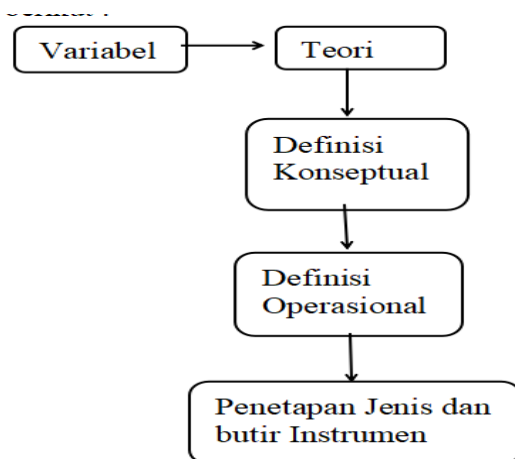 Variabel
Teori
Definisi
Konseptual
Definisi
Operasional
Penetapan Jenis dan
butir Instrumen